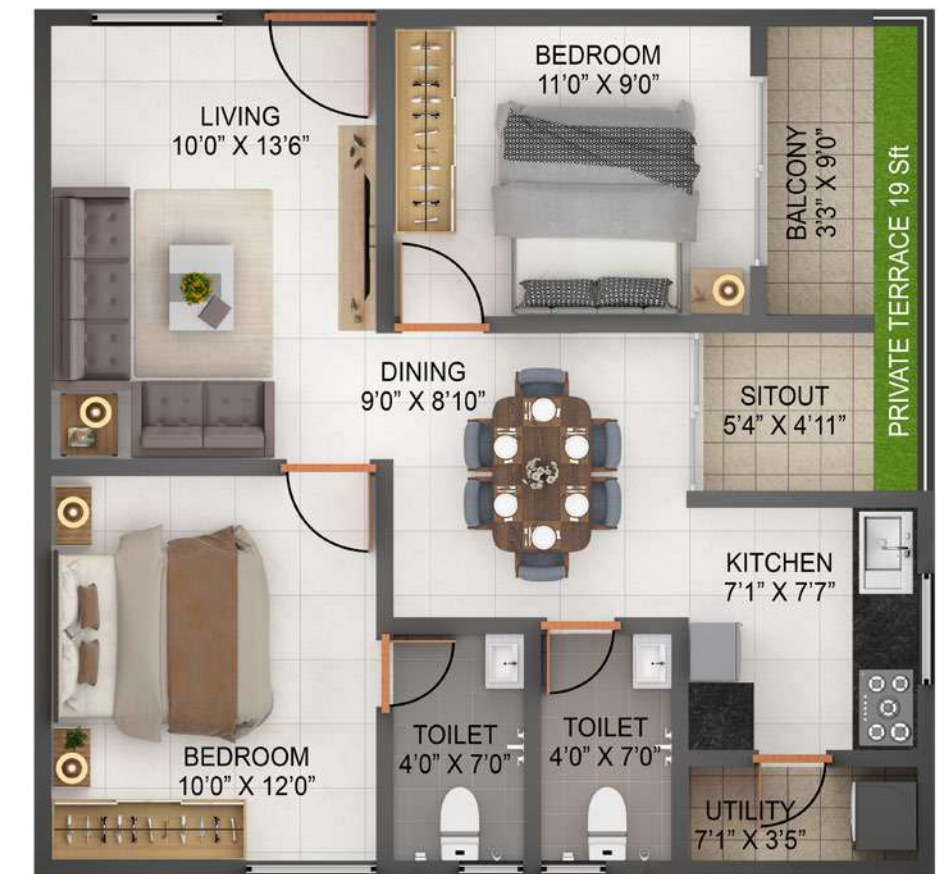 LIVING
10’0” X 13’6”
BEDROOM
11’0” X 9’0”
BALCONY
3’3” X 9’0”
PRIVATE TERRACE 19 Sft
DINING
9’0” X 8’10”
SITOUT
5’4” X 4’11”
KITCHEN
7’1” X 7’7”
BEDROOM
10’0” X 12’0”
TOILET
4’0” X 7’0”
TOILET
4’0” X 7’0”
UTILITY
7’1” X 3’5”